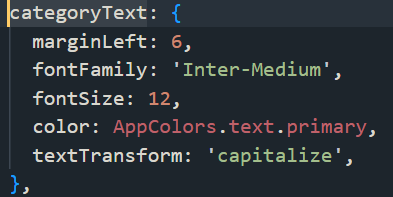 categoryText: {
  marginLeft: 6,
  fontFamily: 'Inter-Medium',
  fontSize: 12,
  color: AppColors.text.primary,
  textTransform: 'capitalize',
},